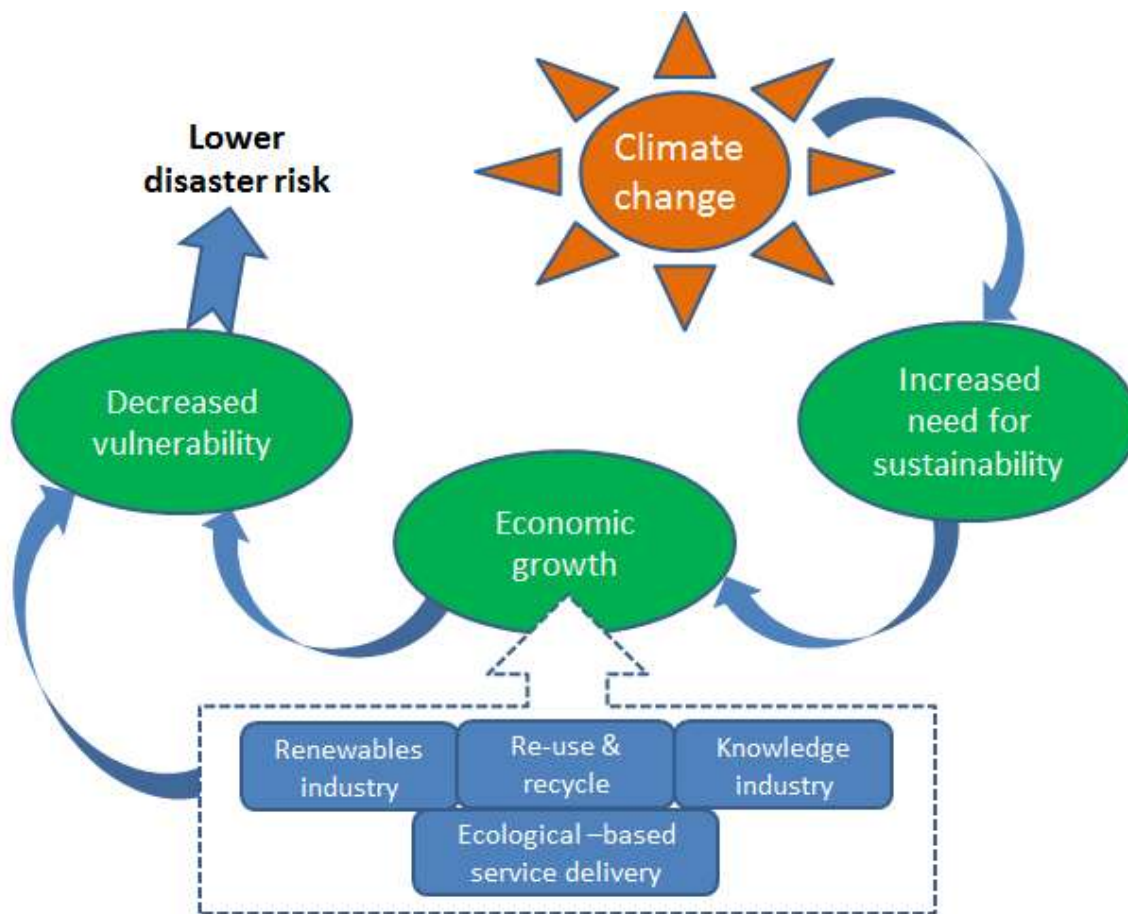 Lower
disaster risk
Climate
change
Decreased
vulnerability
Increased
need for
sustainability
Economic
growth
Renewables
industry
Re-use &
recycle
Knowledge
industry
Ecological –based
service delivery